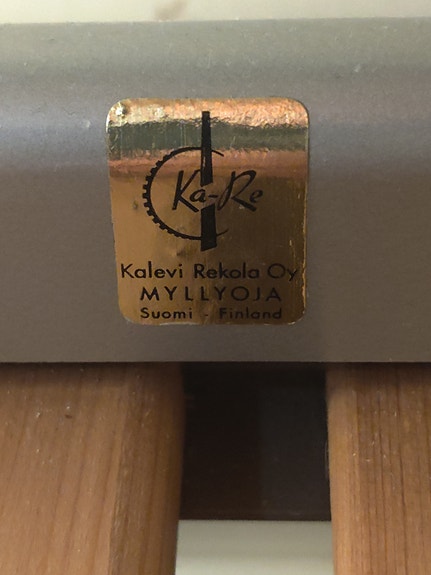 Ka-Re
Kalevi Rekola Oy
MYLLYOJA
Suomi - Finland